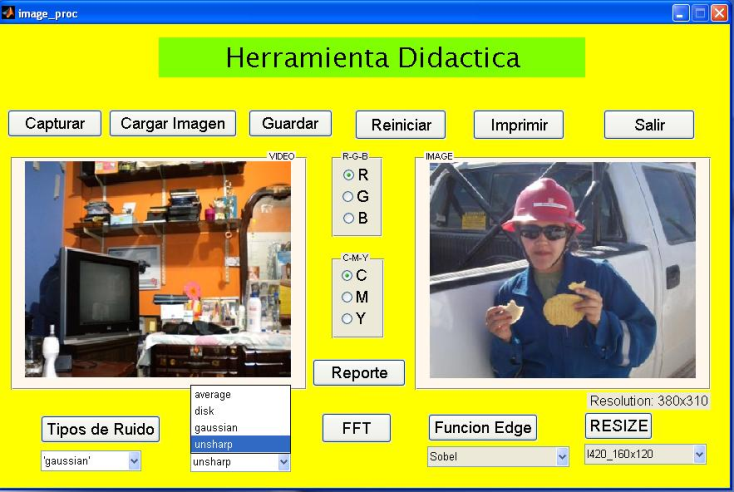 image_proc
Herramienta Didactica
Capturar
Cargar Imagen
Guardar
Reiniciar
Imprimir
Salir
VIDEO
R-G-B
R
G
B
C-M-Y
C
M
Y
IMAGE
Reporte
average
disk
gaussian
unsharp
unsharp
Tipos de Ruido
'gaussian'
FFT
Funcion Edge
Sobel
Resolution: 380x310
RESIZE
I420_160x120